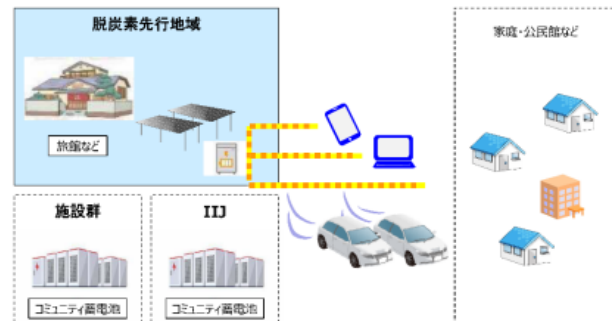 脱炭素先行地域
家庭・公民館など
旅館など
施設群
IIJ
コミュニティ蓄電池
コミュニティ蓄電池